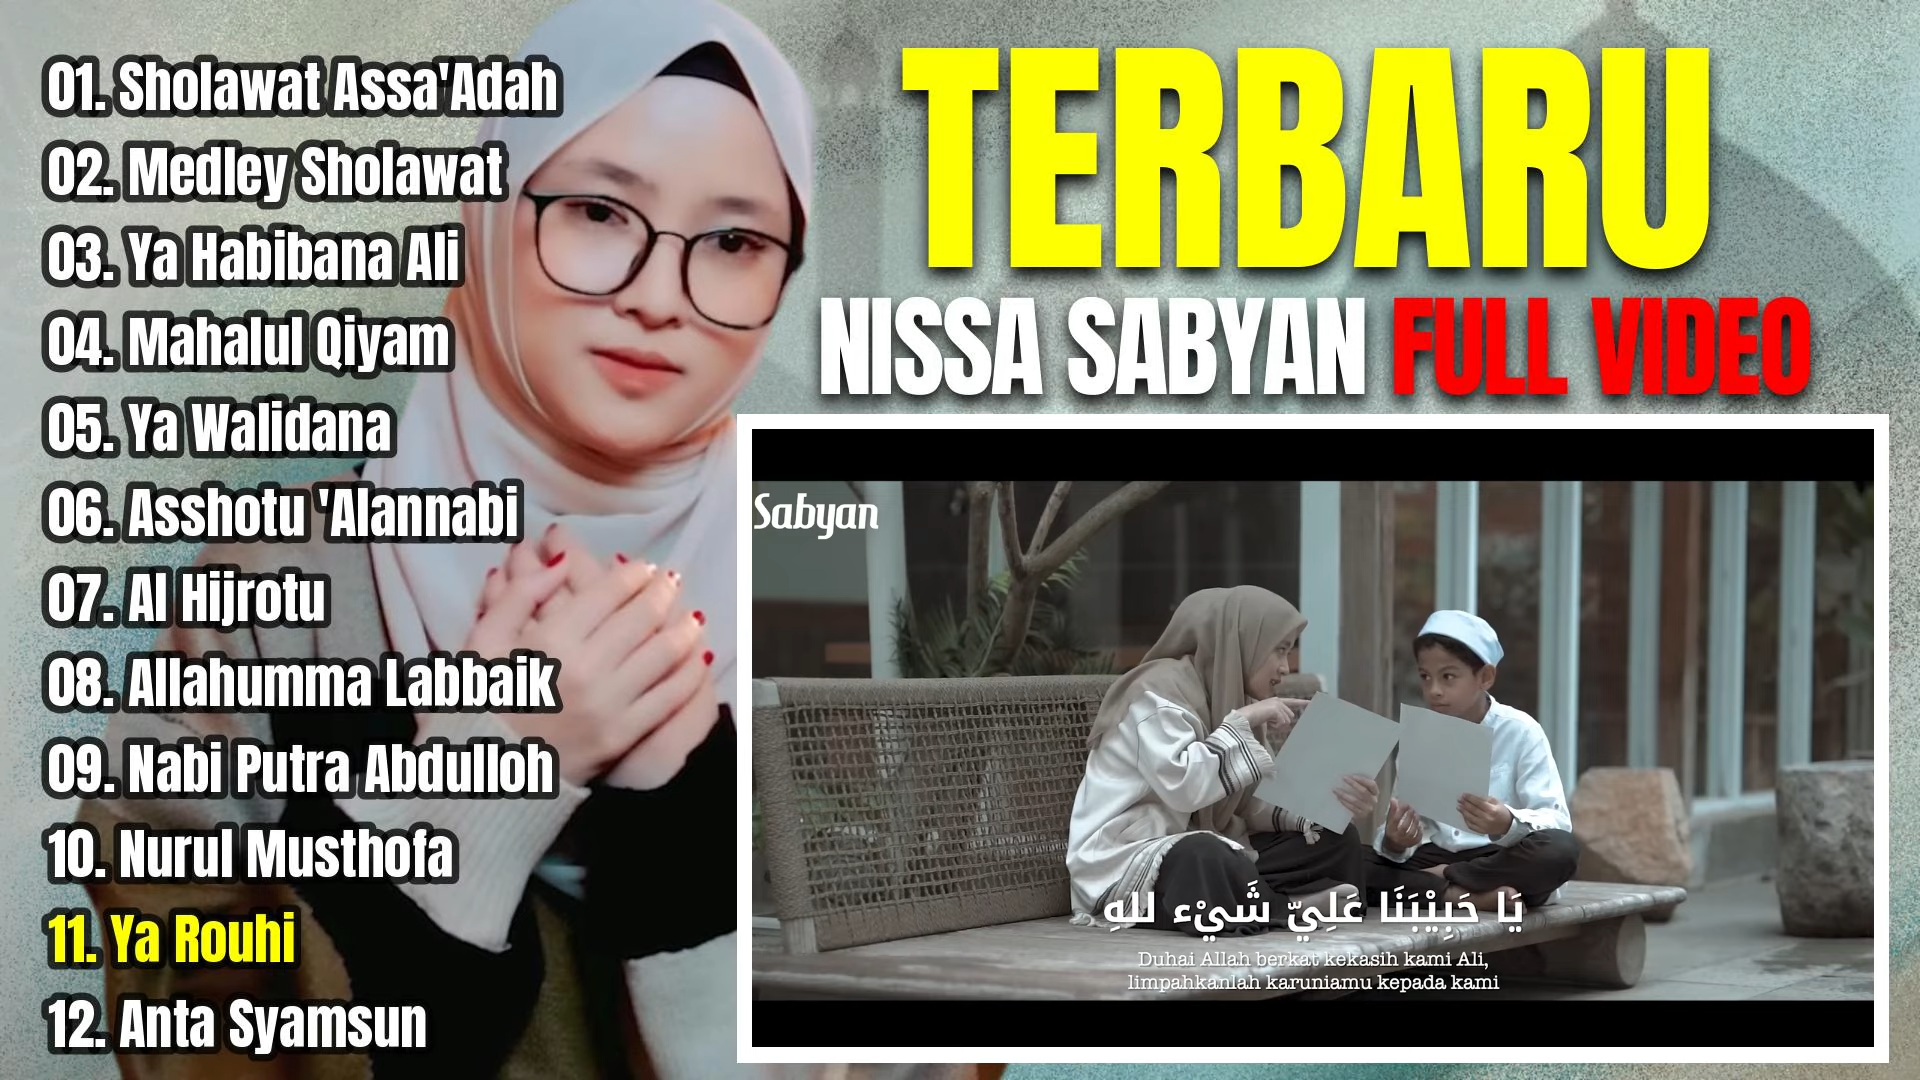 01. Sholawat Assa'Adah
02. Medley Sholawat
03. Ya Habibana Ali
04. Mahalul Qiyam
05. Ya Walidana
06. Asshotu 'Alannabi
07. Al Hijrotu
08. Allahumma Labbaik
09. Nabi Putra Abdulloh
10. Nurul Musthofa
11. Ya Rouhi
12. Anta Syamsun
TERBARU
NISSA SABYAN FULL VIDEO
Sabyan
يَا حَبِيْبَنَا عَلِيّ شَيْء للهِ
Duhai Allah berkat kekasih kami Ali,
limpahkanlah karuniamu kepada kami